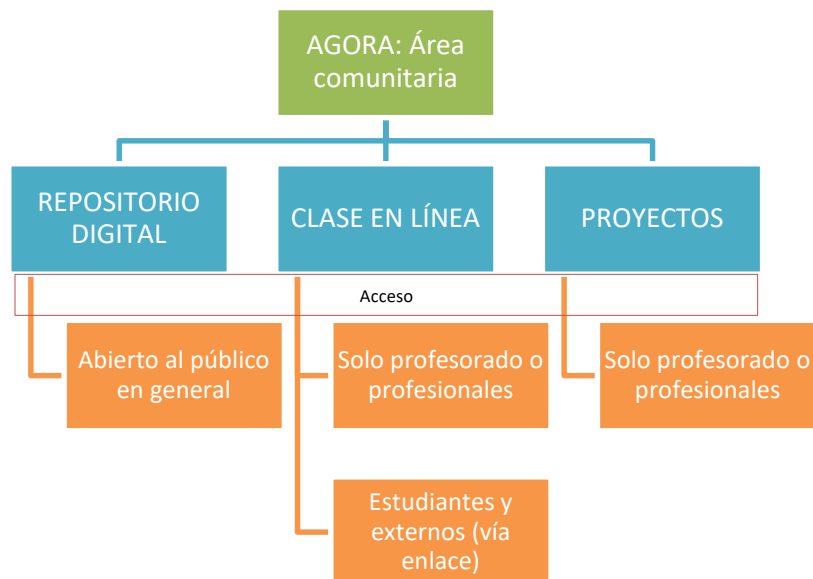 AGORA: Área
comunitaria
REPOSITORIO
DIGITAL
CLASE EN LÍNEA
PROYECTOS
Acceso
Abierto al público
en general
Solo profesorado o
profesionales
Solo profesorado o
profesionales
Estudiantes y
externos (vía
enlace)